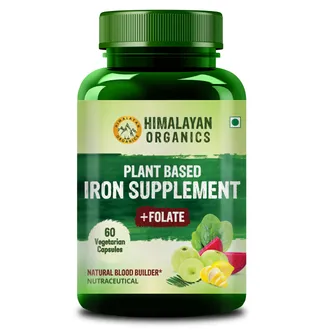 HIMALAYAN
ORGANICS
PLANT BASED
IRON SUPPLEMENT
+FOLATE
60
Vegetarian
Capsules
NATURAL BLOOD BUILDER*
NUTRACEUTICAL